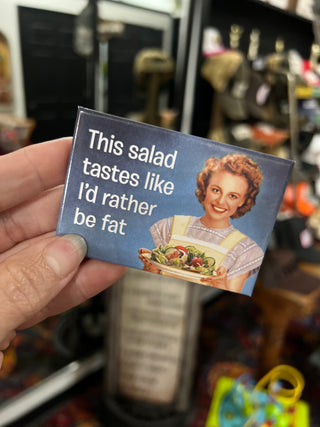 This salad
tastes like
I'd rather
be fat